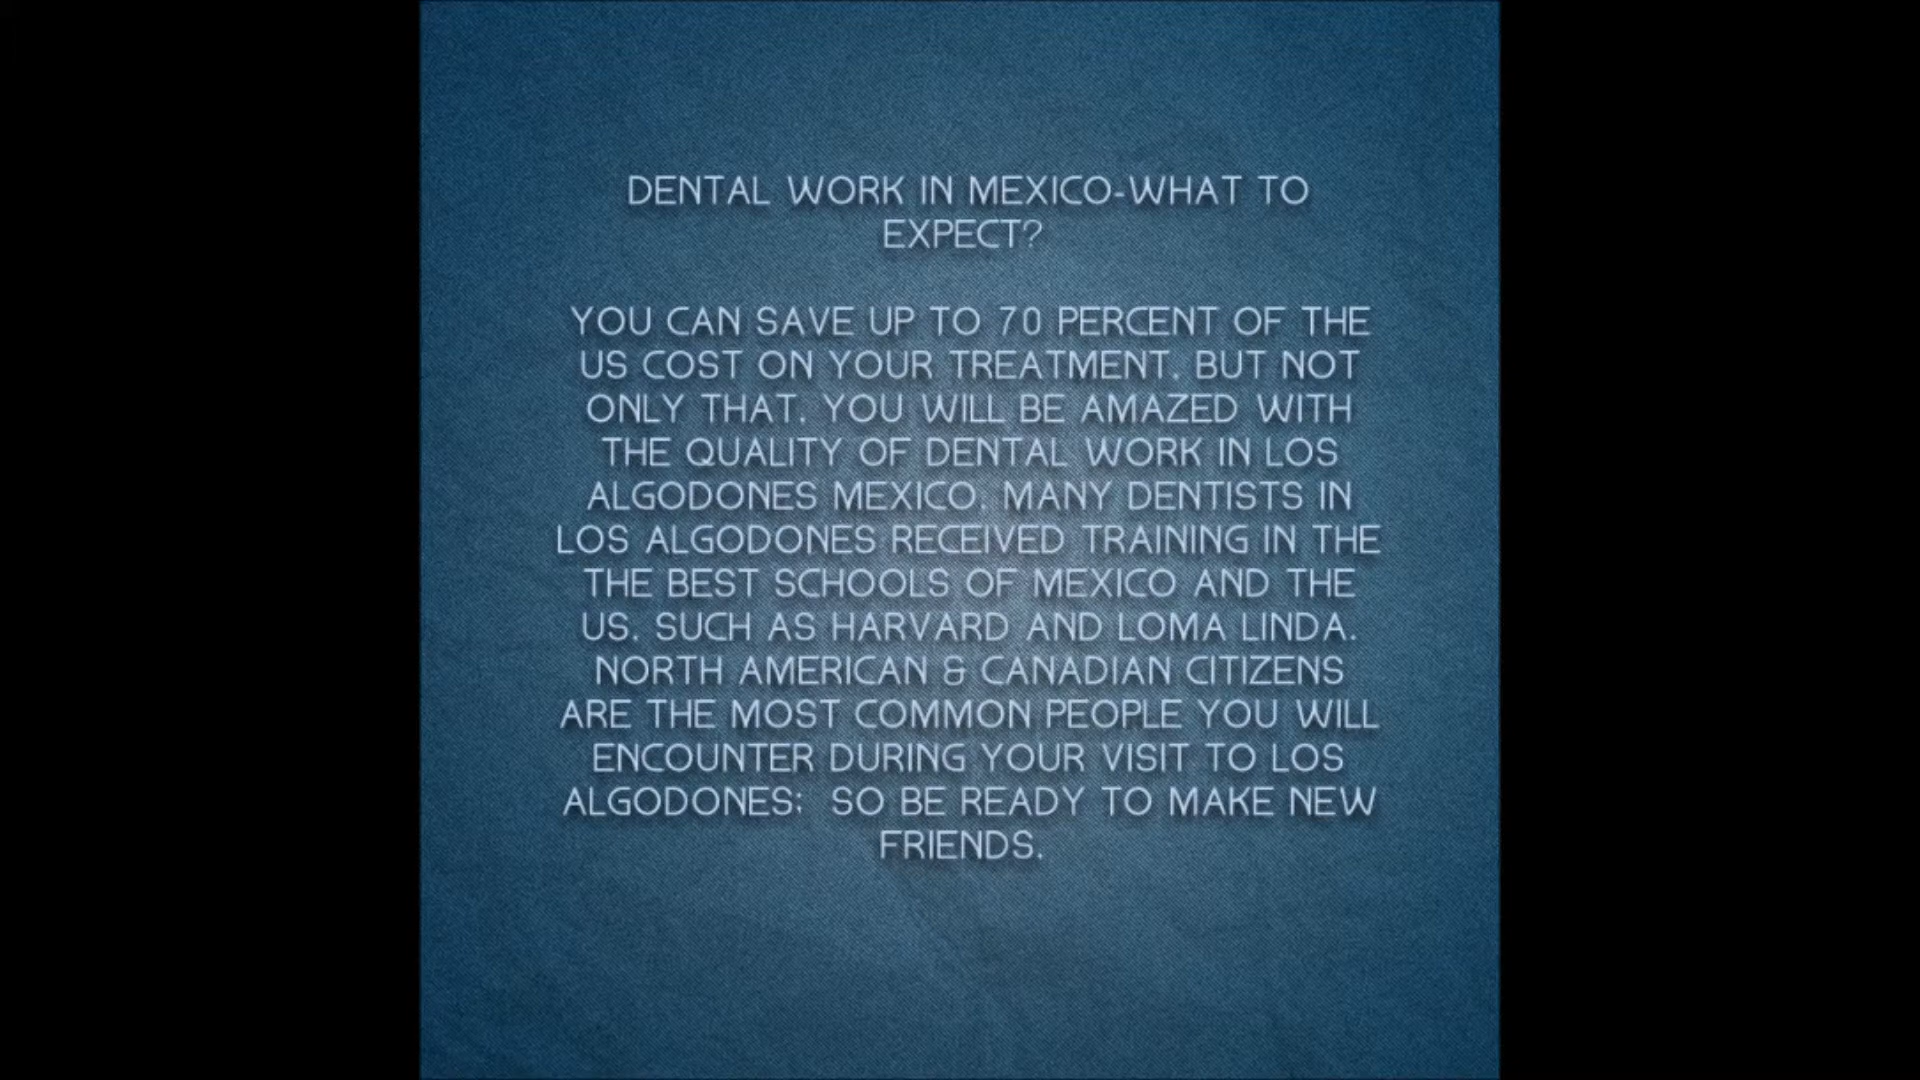 DENTAL WORK IN MEXICO-WHAT TO
EXPECT?
YOU CAN SAVE UP TO 70 PERCENT OF THE
US COST ON YOUR TREATMENT, BUT NOT
ONLY THAT, YOU WILL BE AMAZED WITH
THE QUALITY OF DENTAL WORK IN LOS
ALGODONES MEXICO. MANY DENTISTS IN
LOS ALGODONES RECEIVED TRAINING IN THE
THE BEST SCHOOLS OF MEXICO AND THE
US, SUCH AS HARVARD AND LOMA LINDA.
NORTH AMERICAN & CANADIAN CITIZENS
ARE THE MOST COMMON PEOPLE YOU WILL
ENCOUNTER DURING YOUR VISIT TO LOS
ALGODONES; SO BE READY TO MAKE NEW
FRIENDS.